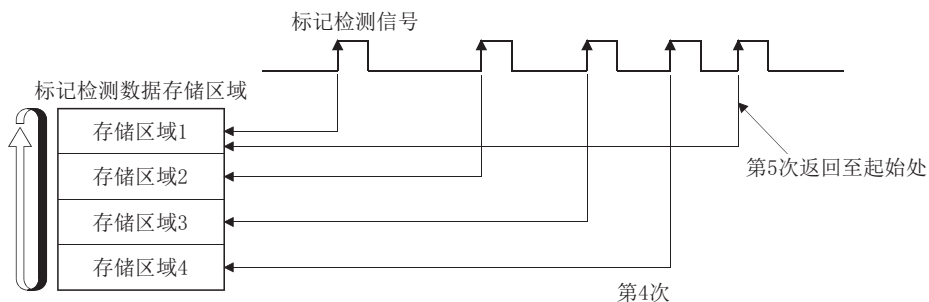 标记检测信号
标记检测数据存储区域
存储区域1
存储区域2
存储区域3
存储区域4
第5次返回至起始处
第4次